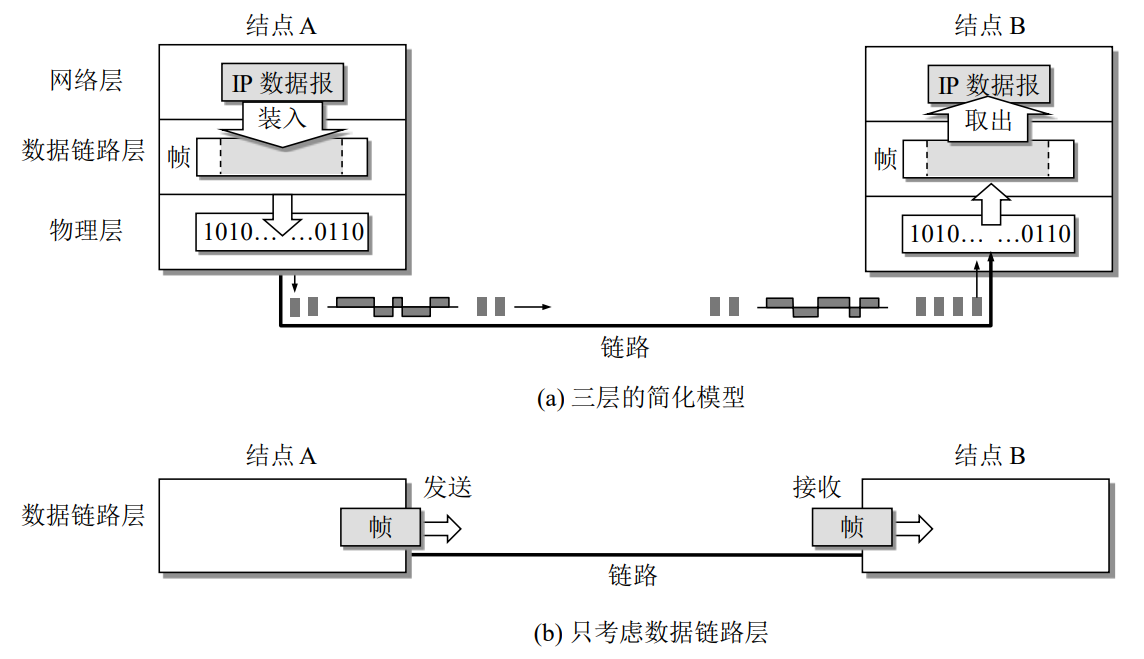 结点 A
结点 B
网络层
IP 数据报
IP 数据报
装入
取出
数据链路层
帧
帧
物理层
1010… …0110
1010… …0110
链路
(a) 三层的简化模型
结点 A
结点 B
数据链路层
发送
接收
帧
帧
链路
(b) 只考虑数据链路层